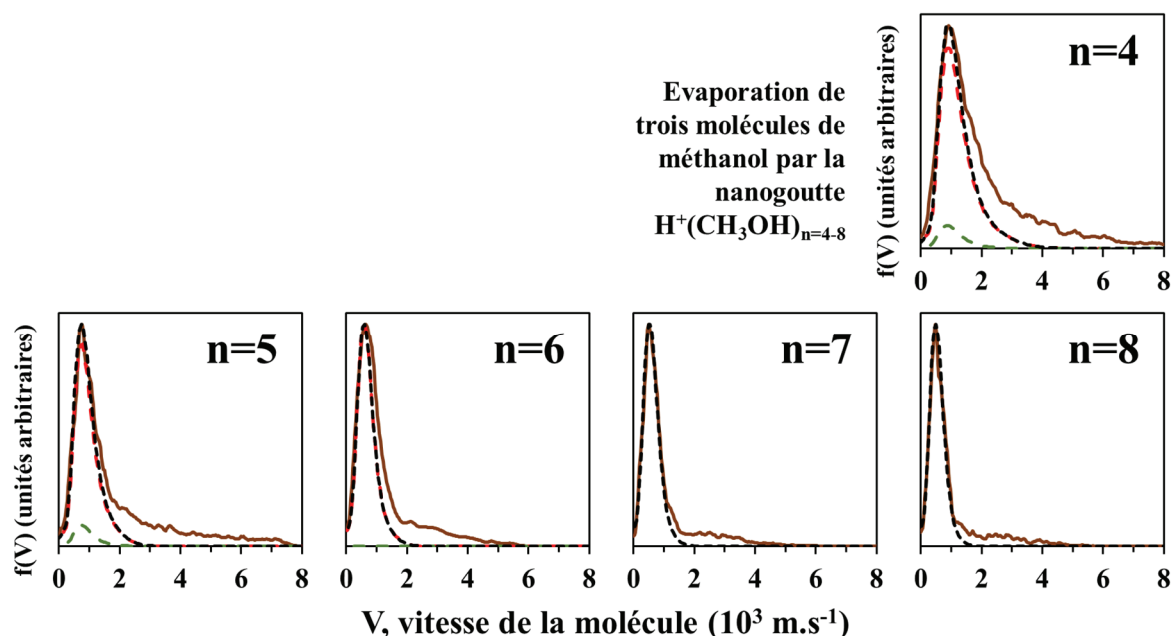 Evaporation de
trois molécules de
méthanol par la
nanogoutte
H⁺(CH₃OH)ₙ₌₄₋₈
f(V) (unités arbitraires)
n=4
0 2 4 6 8
f(V) (unités arbitraires)
n=5
0 2 4 6 8
n=6
0 2 4 6 8
n=7
0 2 4 6 8
n=8
0 2 4 6 8
V, vitesse de la molécule (10³ m.s⁻¹)